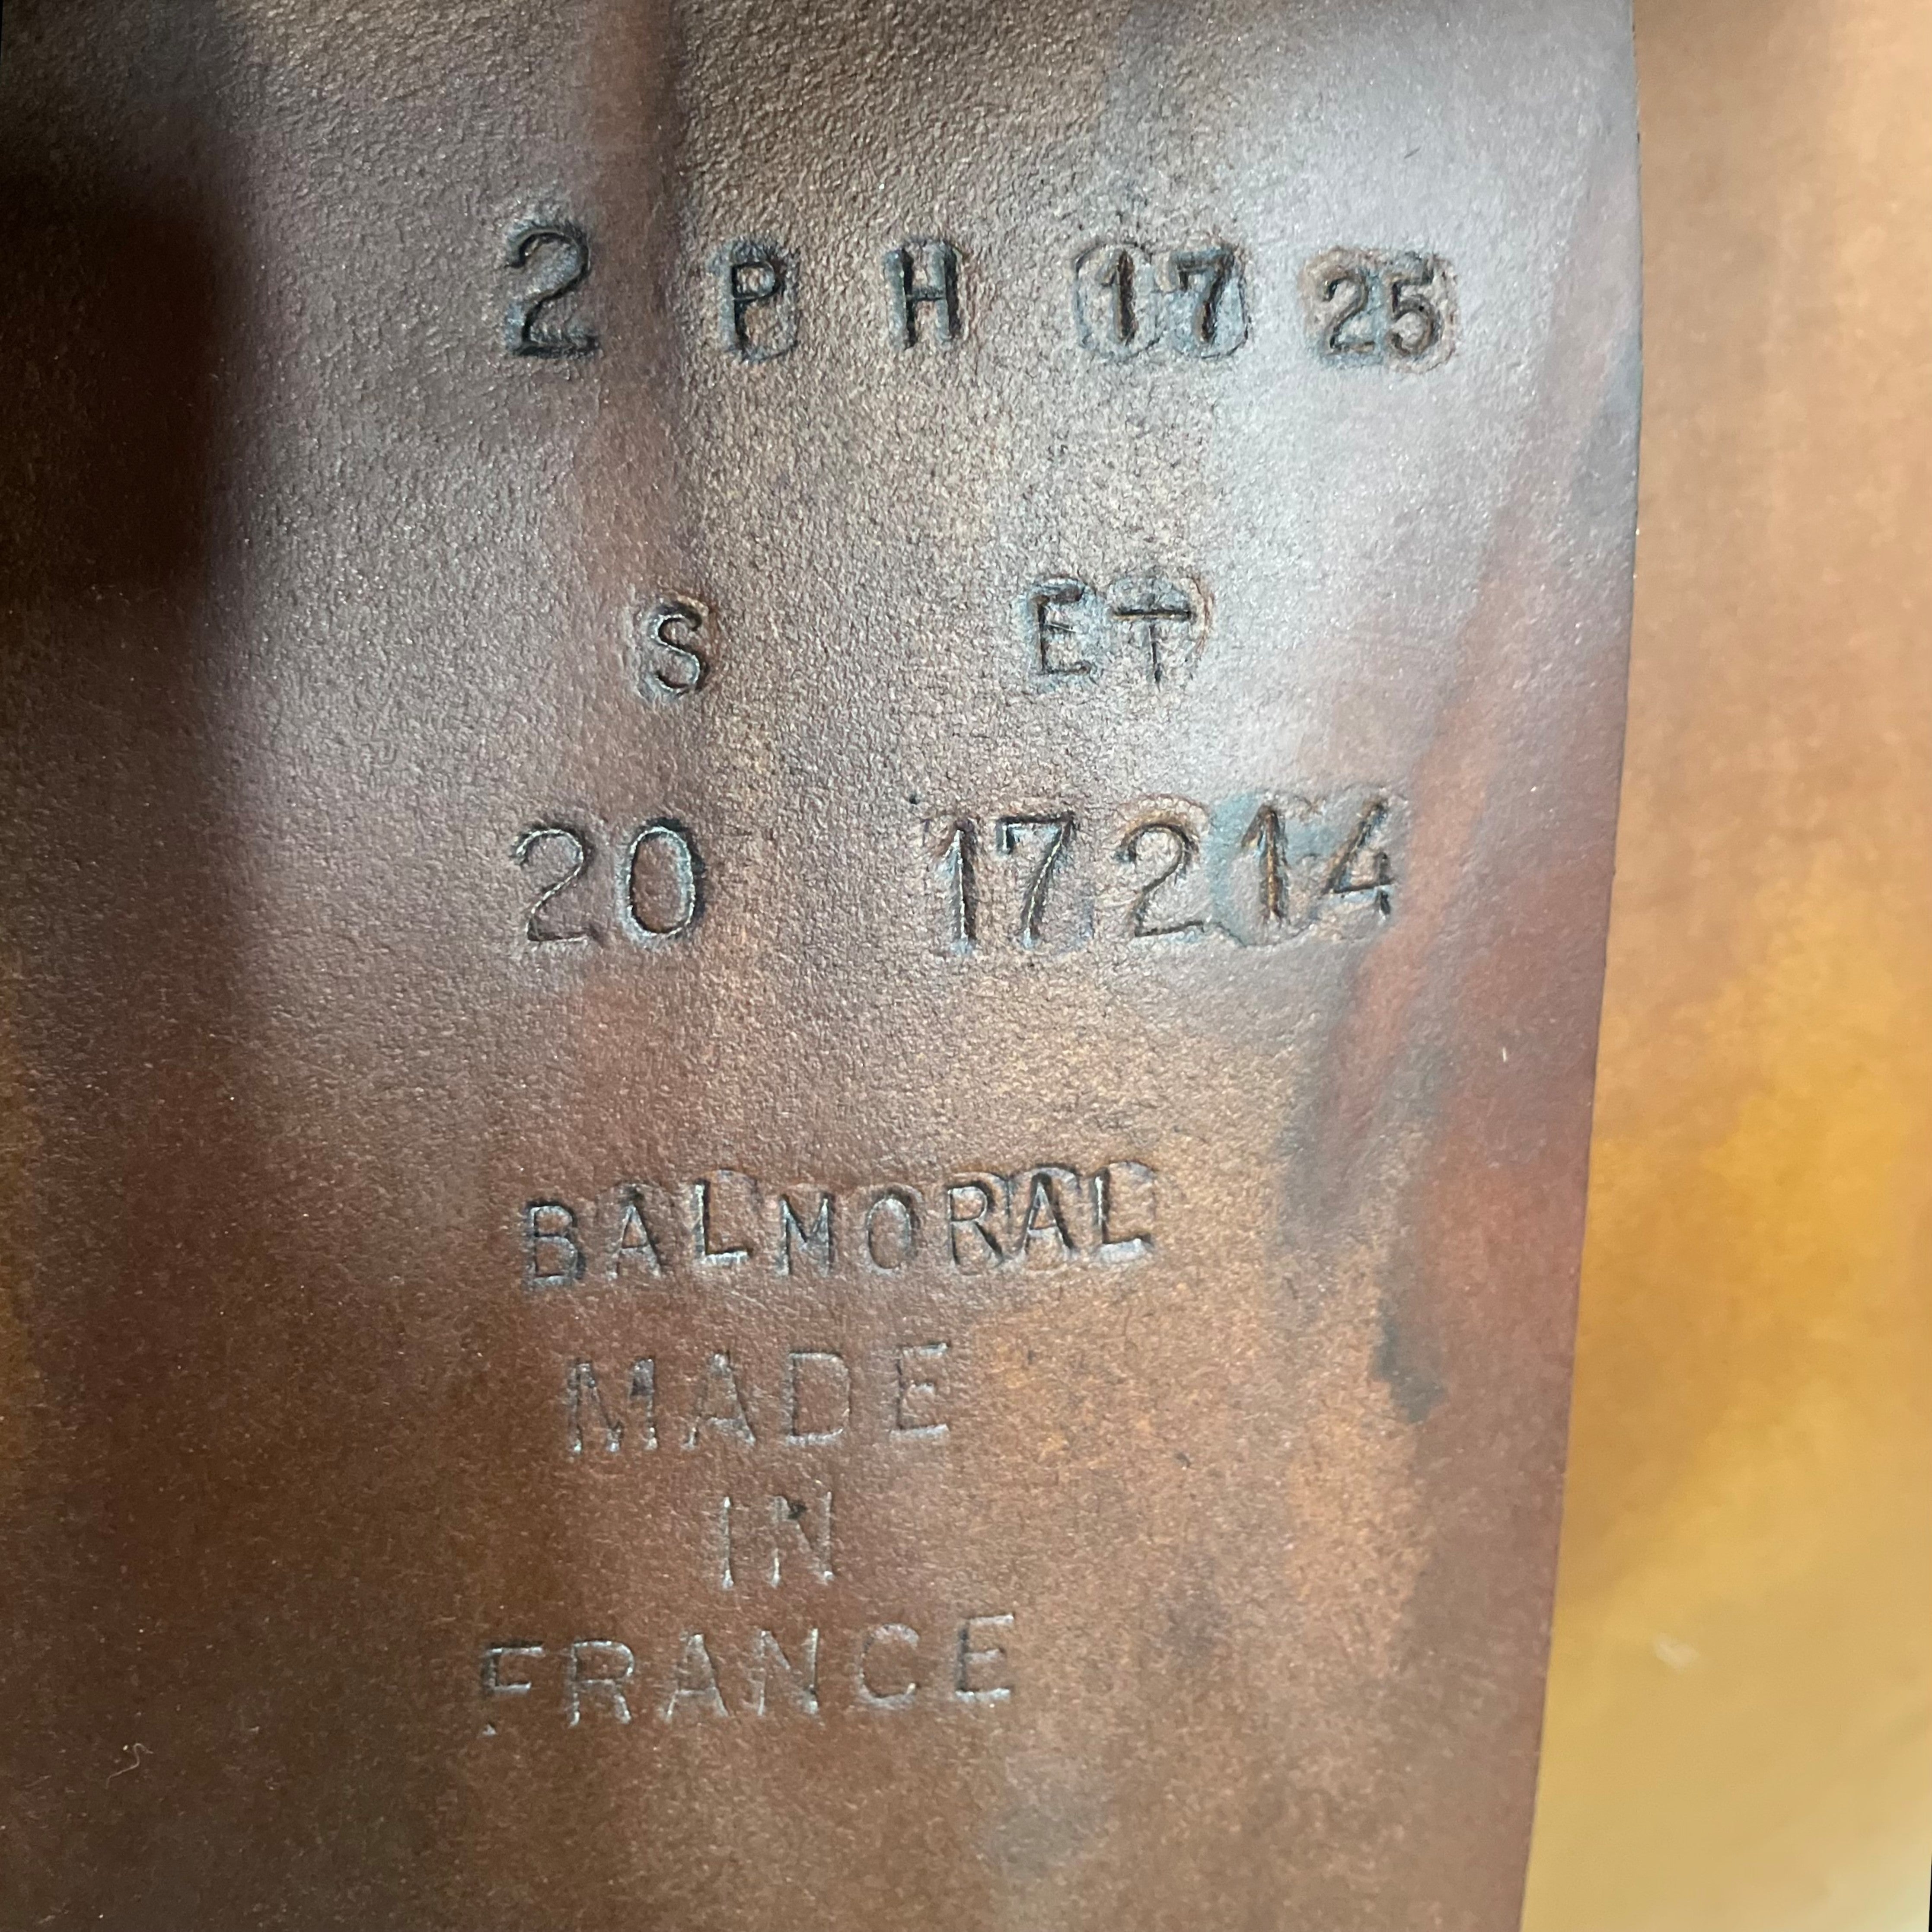 2 P H 17 25
S ET
20 17214
BALMORAL
MADE
IN
FRANCE